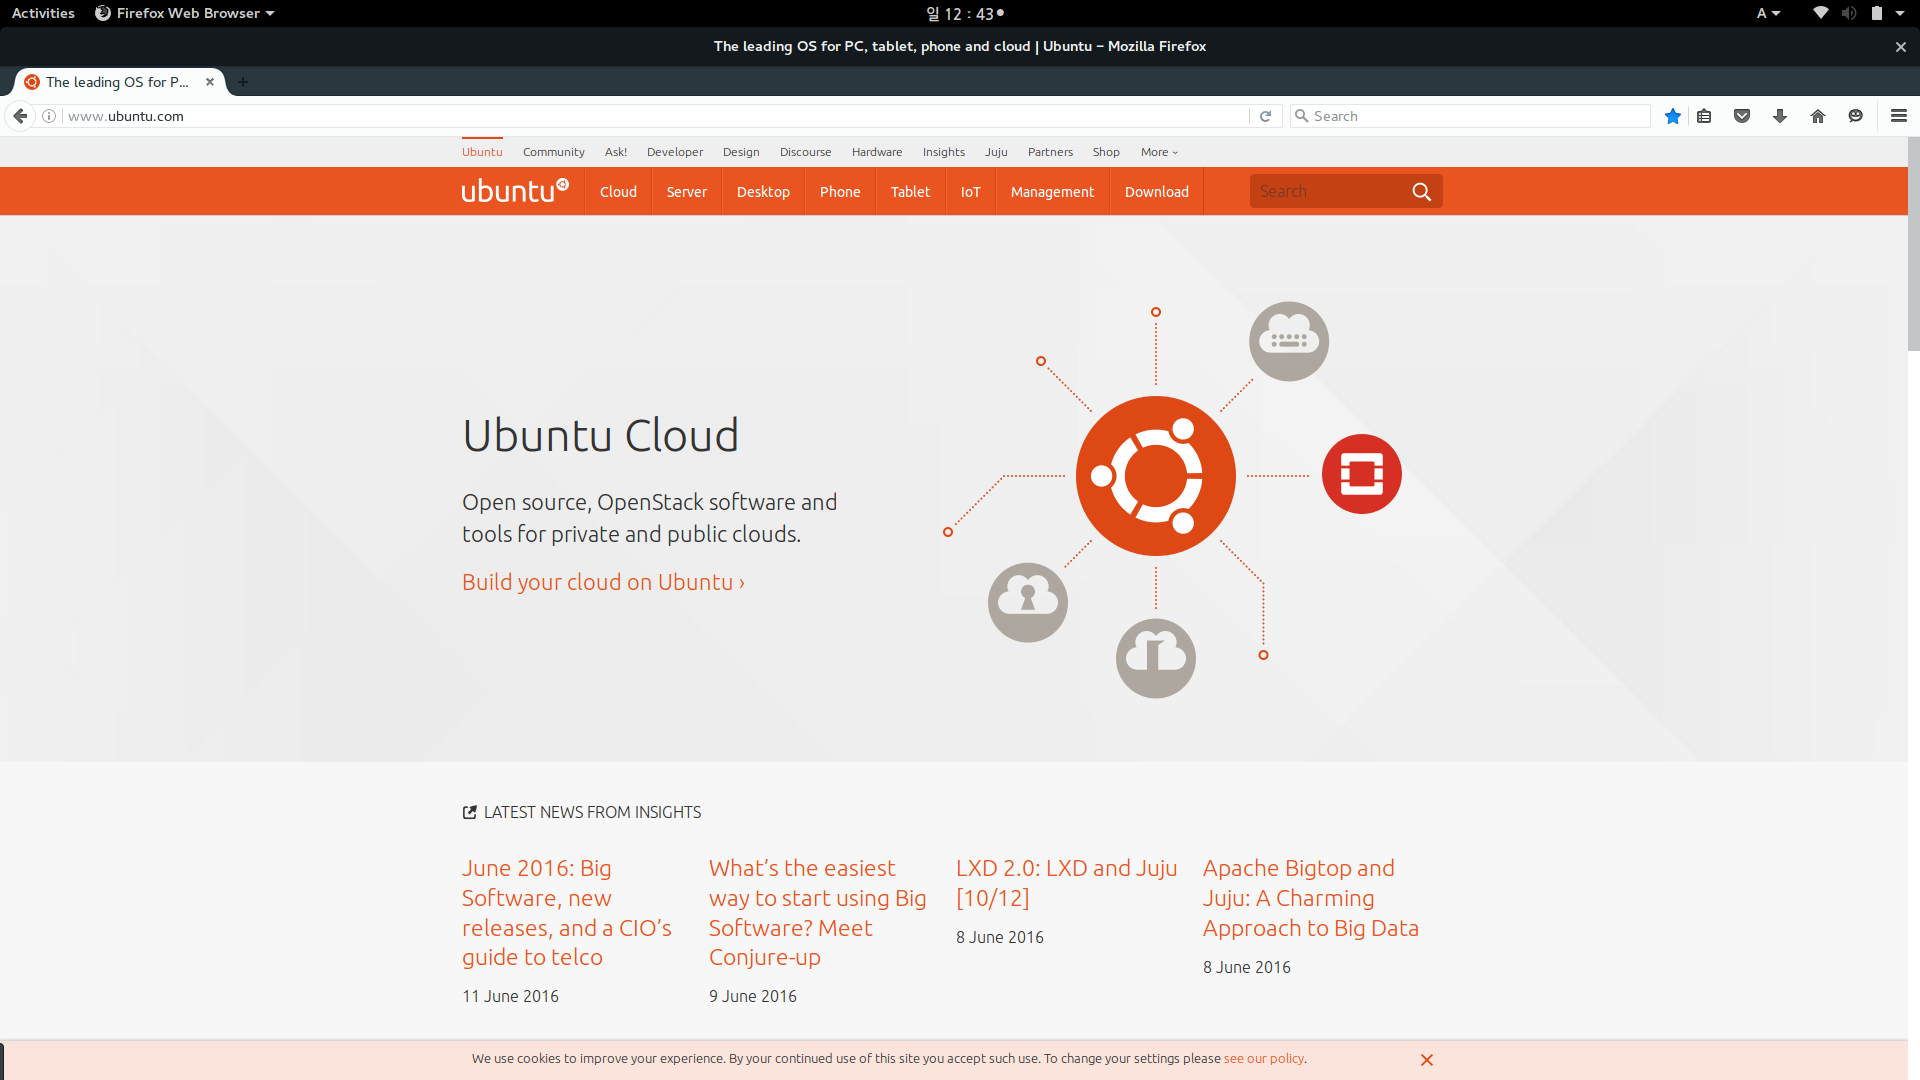 Activities Firefox Web Browser 일 12 : 43 A
The leading OS for PC, tablet, phone and cloud | Ubuntu – Mozilla Firefox
The leading OS for P...
www.ubuntu.com Search
Ubuntu Community Ask! Developer Design Discourse Hardware Insights Juju Partners Shop More
ubuntu Cloud Server Desktop Phone Tablet IoT Management Download Search
Ubuntu Cloud
Open source, OpenStack software and
tools for private and public clouds.
Build your cloud on Ubuntu ›
LATEST NEWS FROM INSIGHTS
June 2016: Big
Software, new
releases, and a CIO’s
guide to telco
11 June 2016
What’s the easiest
way to start using Big
Software? Meet
Conjure-up
9 June 2016
LXD 2.0: LXD and Juju
[10/12]
8 June 2016
Apache Bigtop and
Juju: A Charming
Approach to Big Data
8 June 2016
We use cookies to improve your experience. By your continued use of this site you accept such use. To change your settings please see our policy.